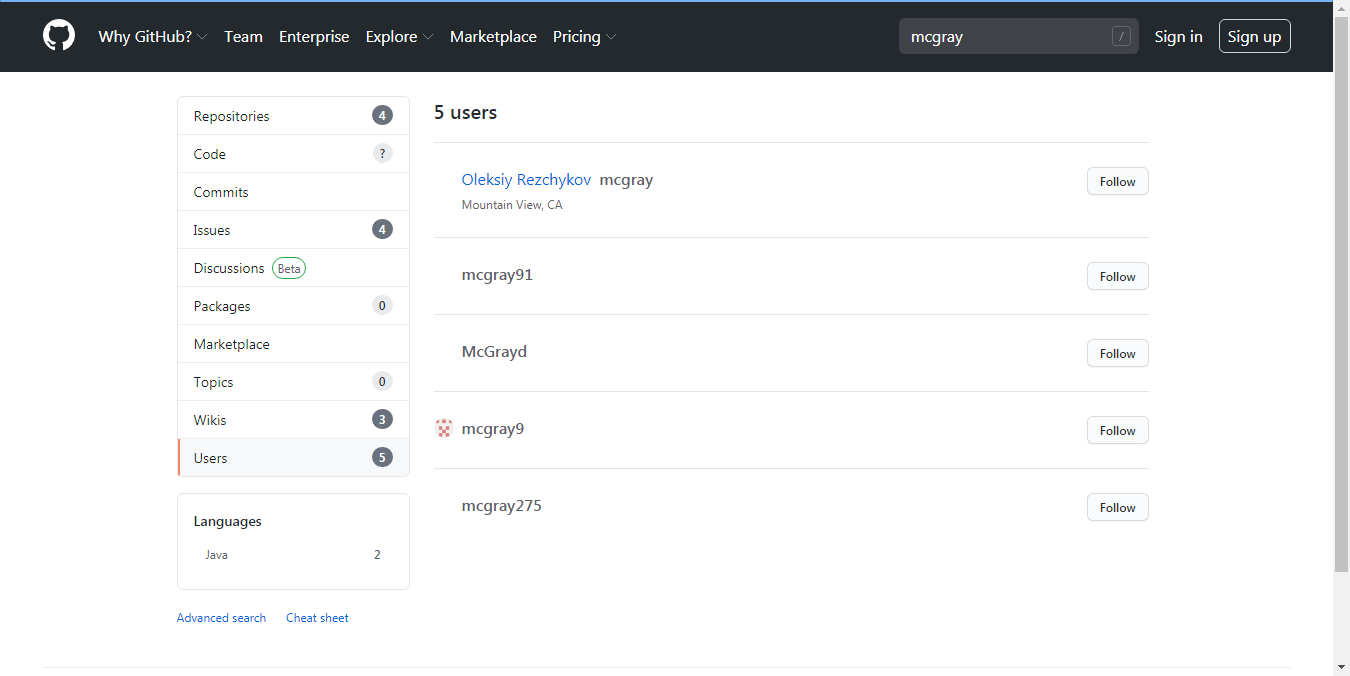 Why GitHub? Team Enterprise Explore Marketplace Pricing mcgray / Sign in Sign up
Repositories 4
Code ?
Commits
Issues 4
Discussions Beta
Packages 0
Marketplace
Topics 0
Wikis 3
Users 5
Languages
Java 2
Advanced search Cheat sheet
5 users
Oleksiy Rezchykov mcgray Follow
Mountain View, CA
mcgray91 Follow
McGrayd Follow
mcgray9 Follow
mcgray275 Follow